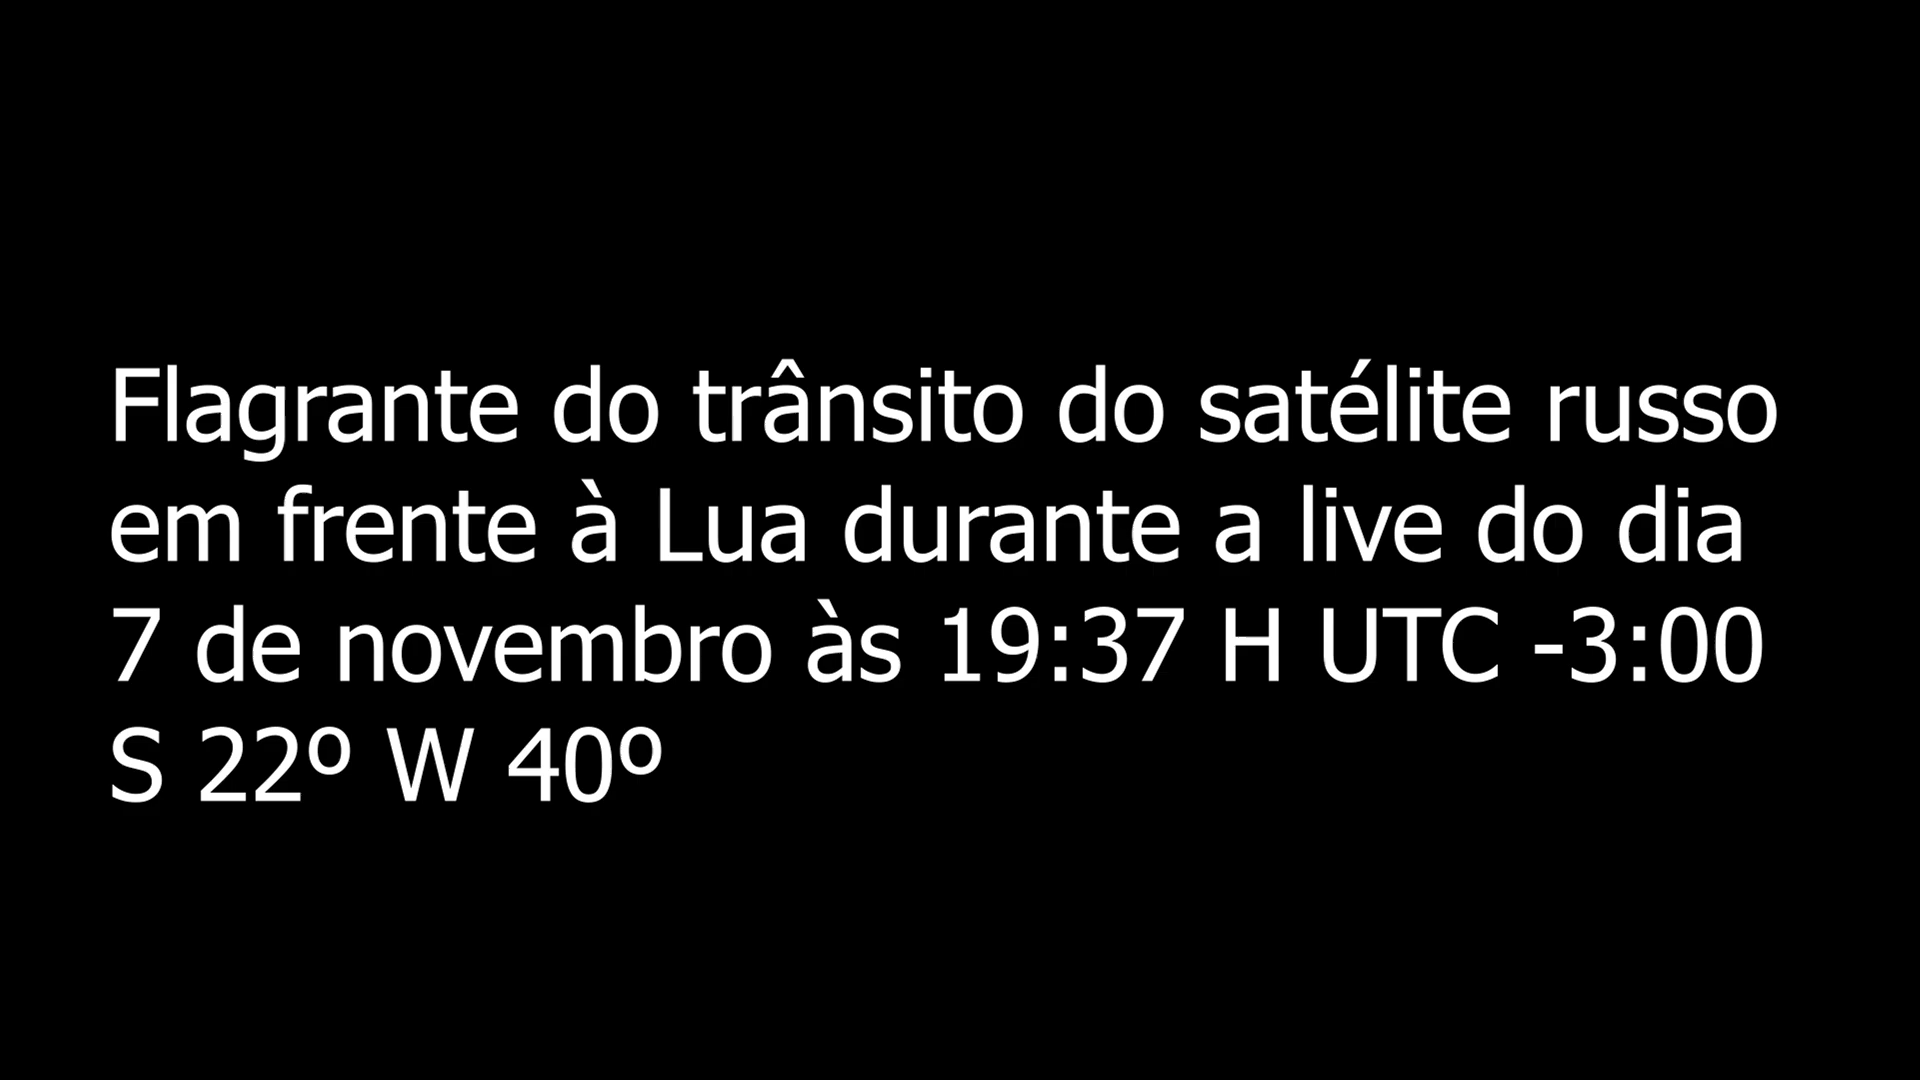 Flagrante do trânsito do satélite russo
em frente à Lua durante a live do dia
7 de novembro às 19:37 H UTC -3:00
S 22º W 40º